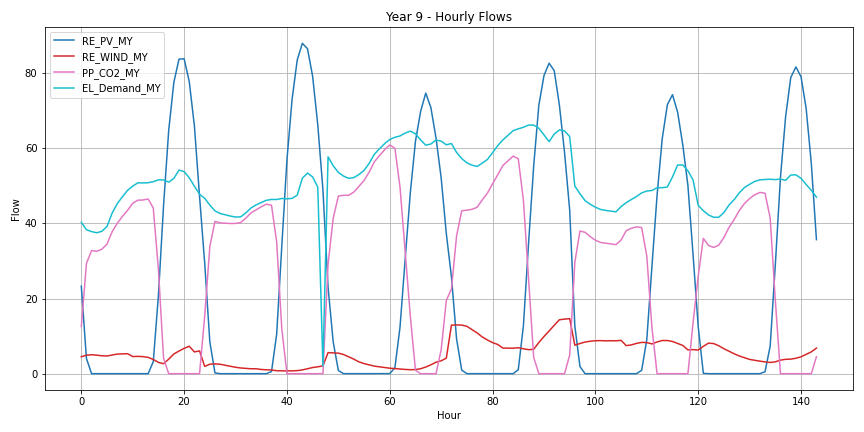 Year 9 - Hourly Flows
RE_PV_MY
RE_WIND_MY
PP_CO2_MY
EL_Demand_MY
80
60
40
20
0
Flow
0 20 40 60 80 100 120 140
Hour